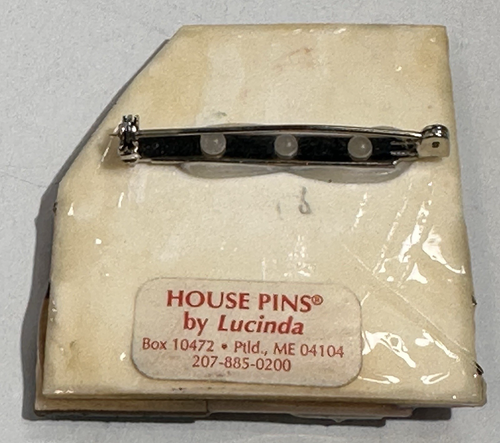 HOUSE PINS®
by Lucinda
Box 10472 • Ptld., ME 04104
207-885-0200